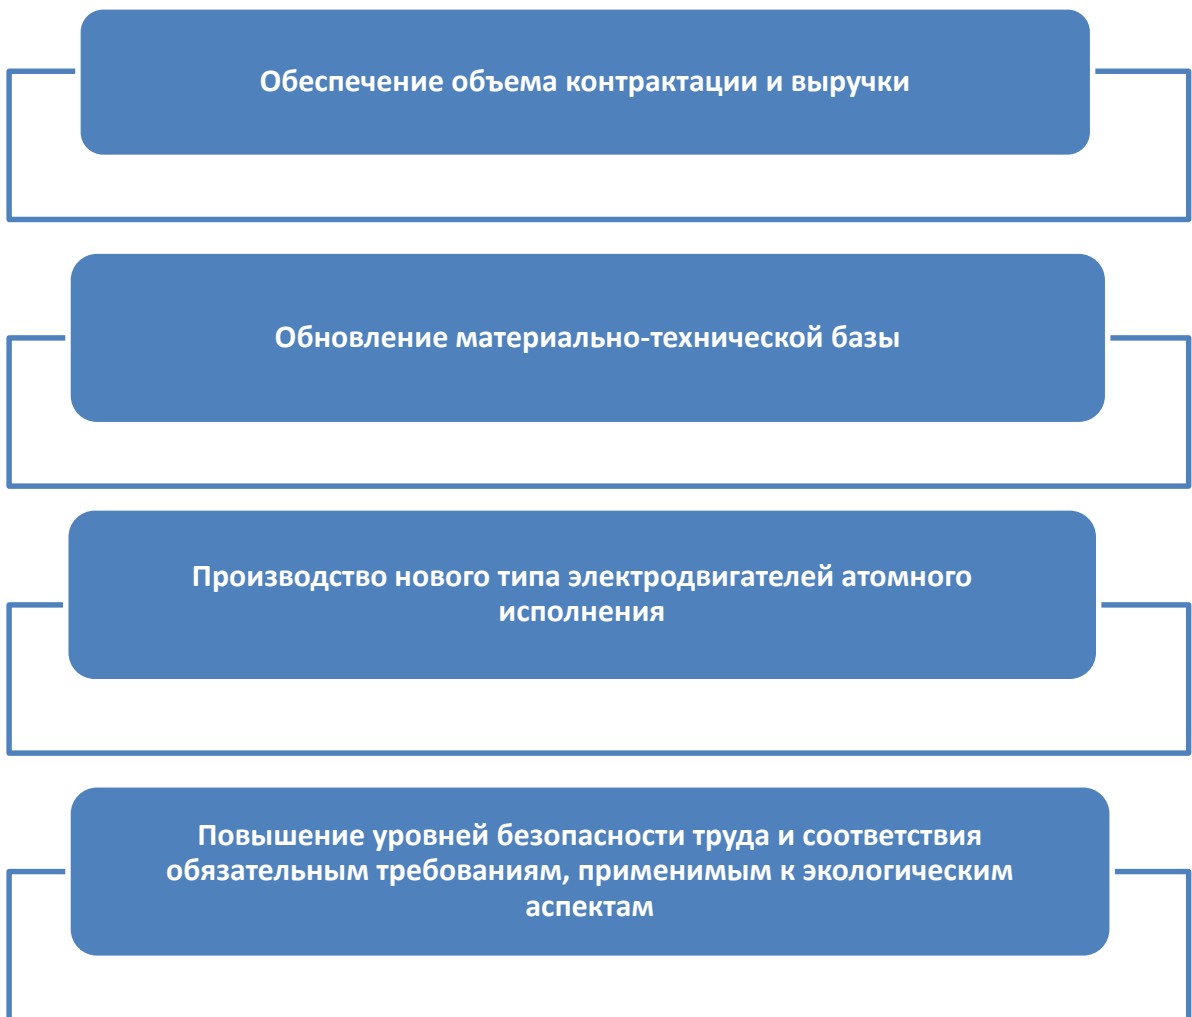 Обеспечение объема контрактации и выручки
Обновление материально-технической базы
Производство нового типа электродвигателей атомного
исполнения
Повышение уровней безопасности труда и соответствия
обязательным требованиям, применимым к экологическим
аспектам